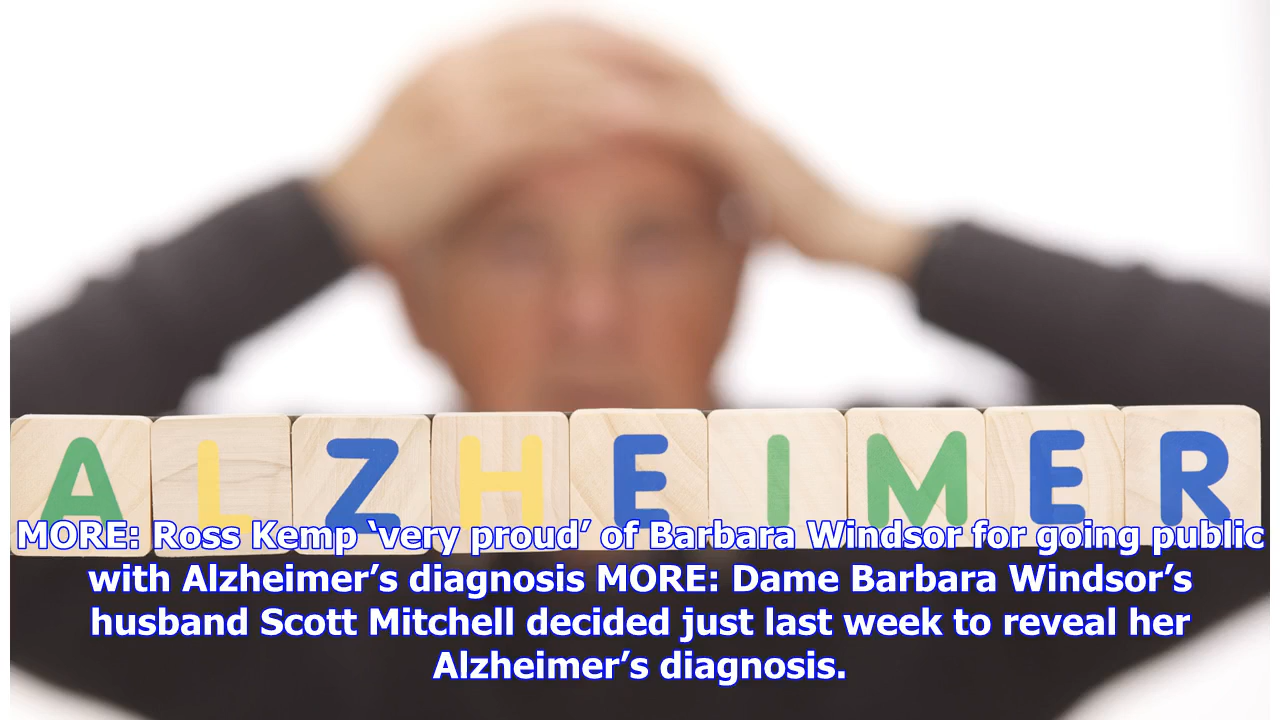 ALZHEIMER
MORE: Ross Kemp ‘very proud’ of Barbara Windsor for going public
with Alzheimer’s diagnosis MORE: Dame Barbara Windsor’s
husband Scott Mitchell decided just last week to reveal her
Alzheimer’s diagnosis.